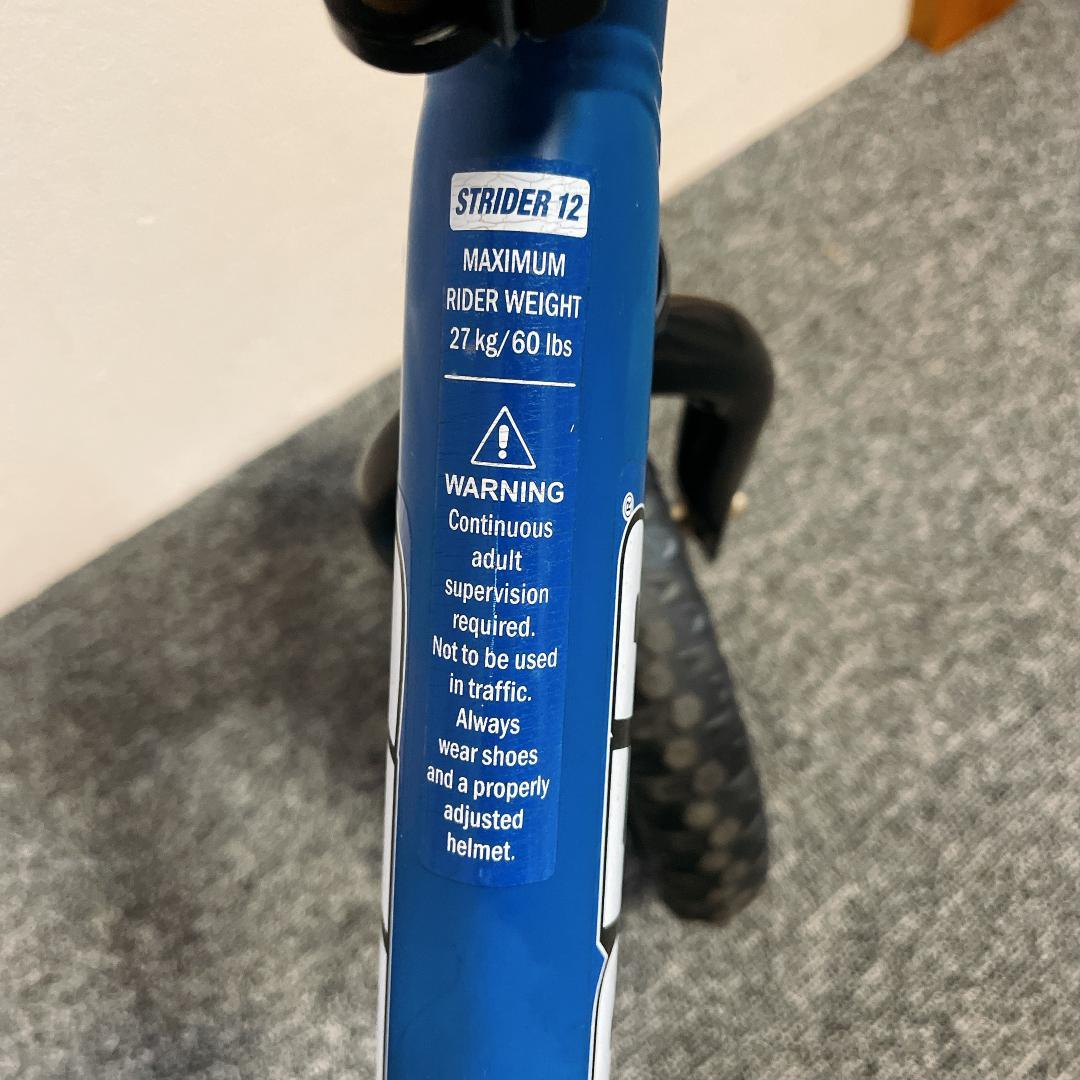 STRIDER 12
MAXIMUM
RIDER WEIGHT
27 kg/60 lbs
WARNING
Continuous
adult
supervision
required.
Not to be used
in traffic.
Always
wear shoes
and a properly
adjusted
helmet.
®